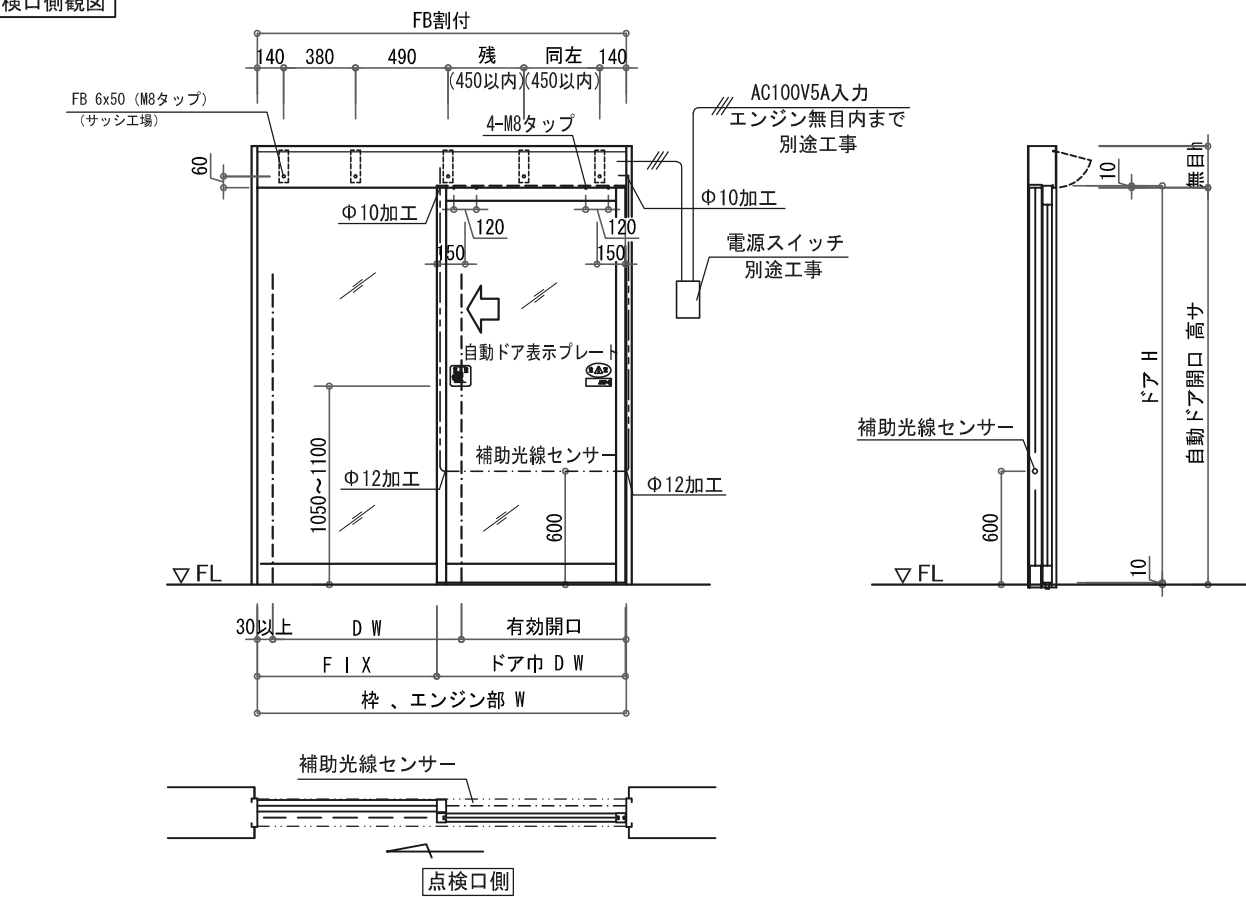 検口側観図
FB割付
140 380 490 残 同左 140
(450以内)(450以内)
FB 6x50 (M8タップ)
(サッシ工場)
4-M8タップ
AC100V5A入力
エンジン無目内まで
別途工事
60
Φ10加工
120
150
120
150
Φ10加工
電源スイッチ
別途工事
自動ドア表示プレート
補助光線センサー
1050~1100
Φ12加工
600
Φ12加工
▽ FL
30以上 D W 有効開口
F I X ドア巾 D W
枠 、エンジン部 W
無目h
10
ドア H
自動ドア開口 高サ
補助光線センサー
600
10
▽ FL
補助光線センサー
点検口側